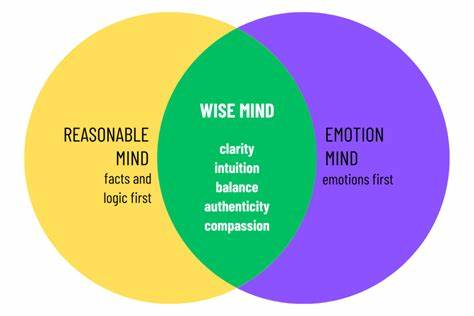 REASONABLE
MIND
facts and
logic first
WISE MIND
clarity
intuition
balance
authenticity
compassion
EMOTION
MIND
emotions first